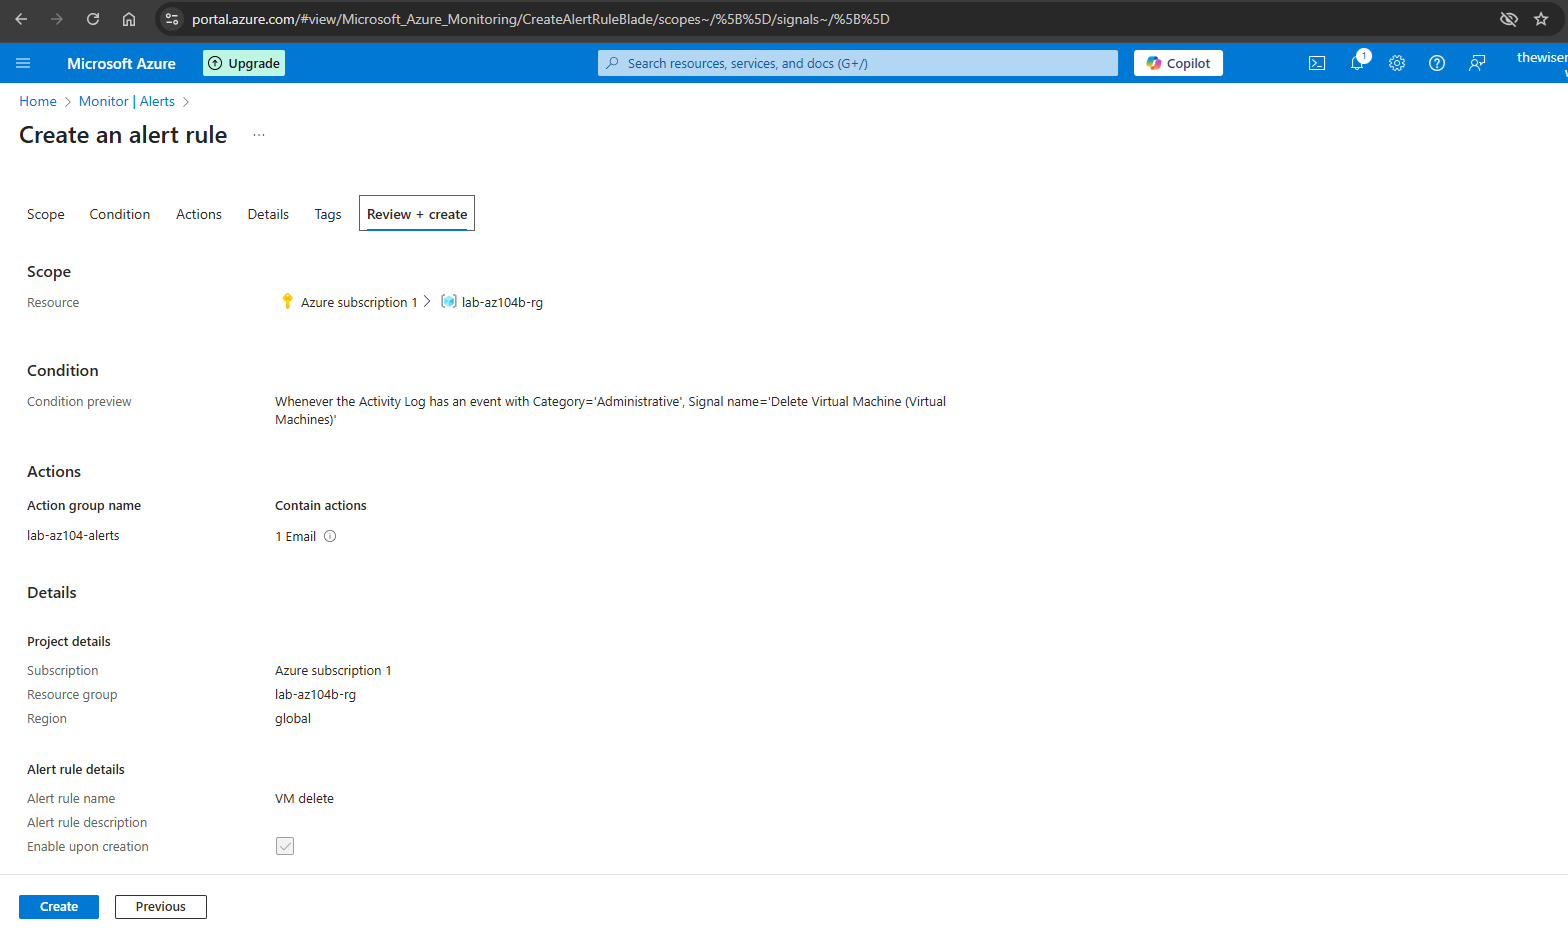 portal.azure.com/#view/Microsoft_Azure_Monitoring/CreateAlertRuleBlade/scopes~/%5B%5D/signals~/%5B%5D
Microsoft Azure
Upgrade
Search resources, services, and docs (G+/)
Copilot
1
Home
Monitor | Alerts
Create an alert rule
...
Scope
Condition
Actions
Details
Tags
Review + create
Scope
Resource
Azure subscription 1
lab-az104b-rg
Condition
Condition preview
Whenever the Activity Log has an event with Category='Administrative', Signal name='Delete Virtual Machine (Virtual
Machines)'
Actions
Action group name
Contain actions
lab-az104-alerts
1 Email
Details
Project details
Subscription
Azure subscription 1
Resource group
lab-az104b-rg
Region
global
Alert rule details
Alert rule name
VM delete
Alert rule description
Enable upon creation
Create
Previous